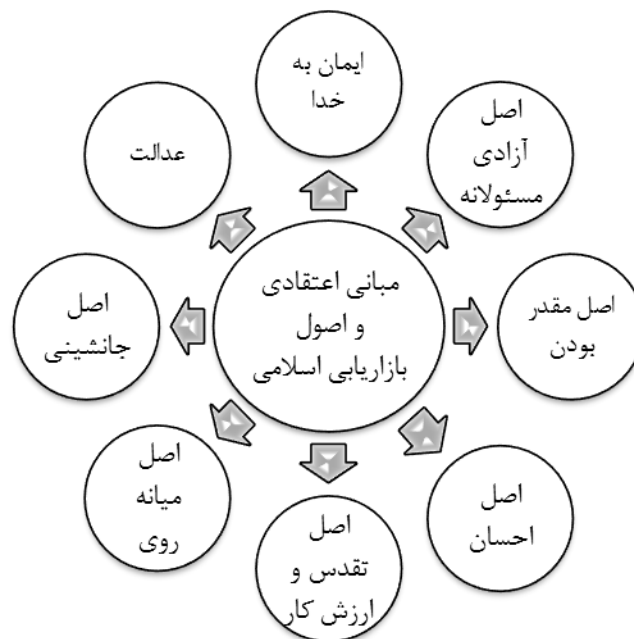 ایمان به
خدا
اصل
آزادی
مسئولانه
اصل مقدر
بودن
اصل
احسان
اصل
تقدس و
ارزش کار
اصل
میانه
روی
اصل
جانشینی
عدالت
مبانی اعتقادی
و اصول
بازاریابی اسلامی